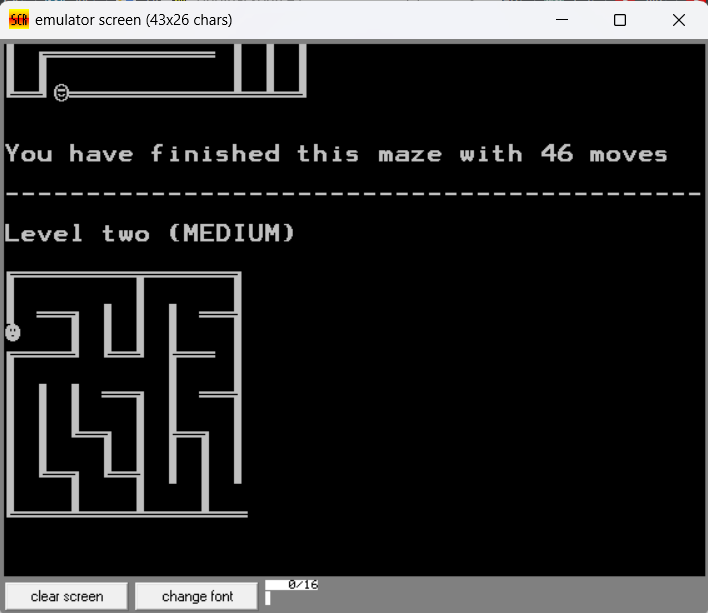 SCR emulator screen (43x26 chars)
You have finished this maze with 46 moves
-------------------------------------------
Level two (MEDIUM)
clear screen change font 0/16